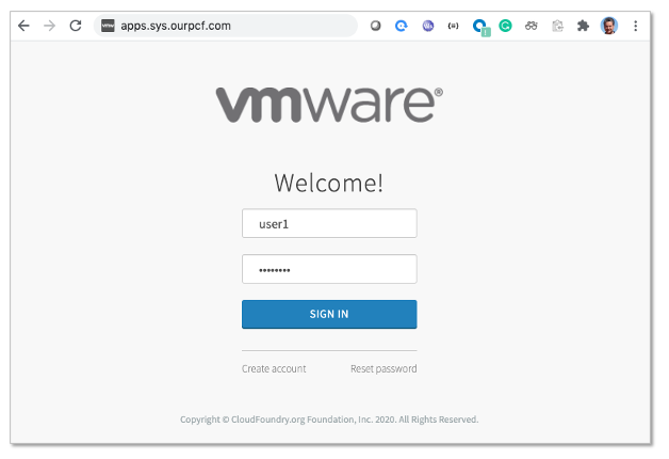 apps.sys.ourpcf.com
vmware®
Welcome!
user1
••••••••
SIGN IN
Create account Reset password
Copyright © CloudFoundry.org Foundation, Inc. 2020. All Rights Reserved.